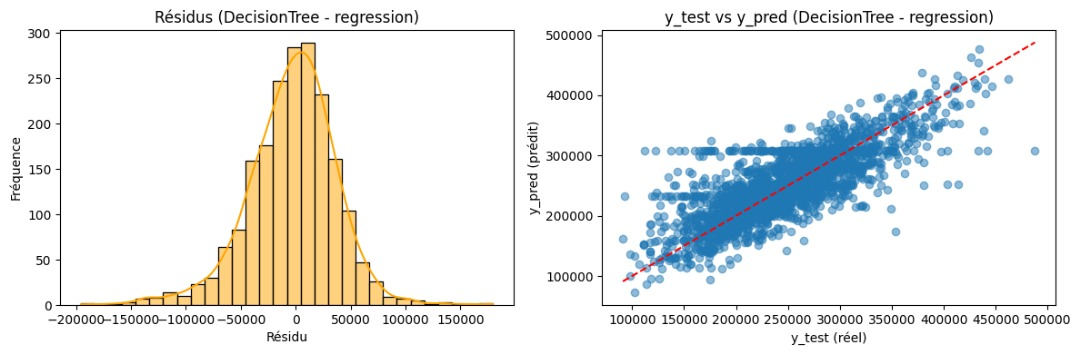 Résidus (DecisionTree - regression)
Fréquence
300
250
200
150
100
50
0
−200000 −150000 −100000 −50000 0 50000 100000 150000
Résidu
y_test vs y_pred (DecisionTree - regression)
y_pred (prédit)
500000
400000
300000
200000
100000
100000 150000 200000 250000 300000 350000 400000 450000 500000
y_test (réel)